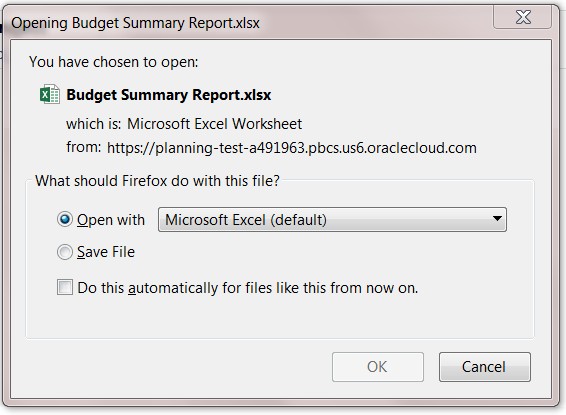 Opening Budget Summary Report.xlsx
You have chosen to open:
Budget Summary Report.xlsx
which is: Microsoft Excel Worksheet
from: https://planning-test-a491963.pbcs.us6.oraclecloud.com
What should Firefox do with this file?
Open with Microsoft Excel (default)
Save File
Do this automatically for files like this from now on.
OK Cancel